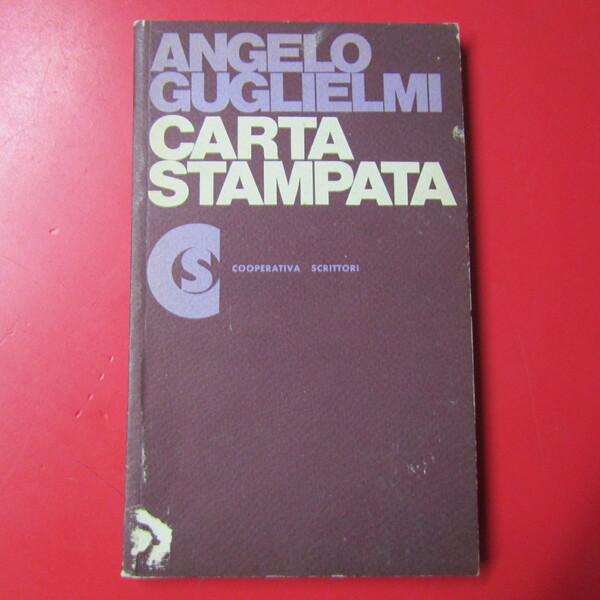 ANGELO
GUGLIELMI
CARTA
STAMPATA
CS
COOPERATIVA SCRITTORI